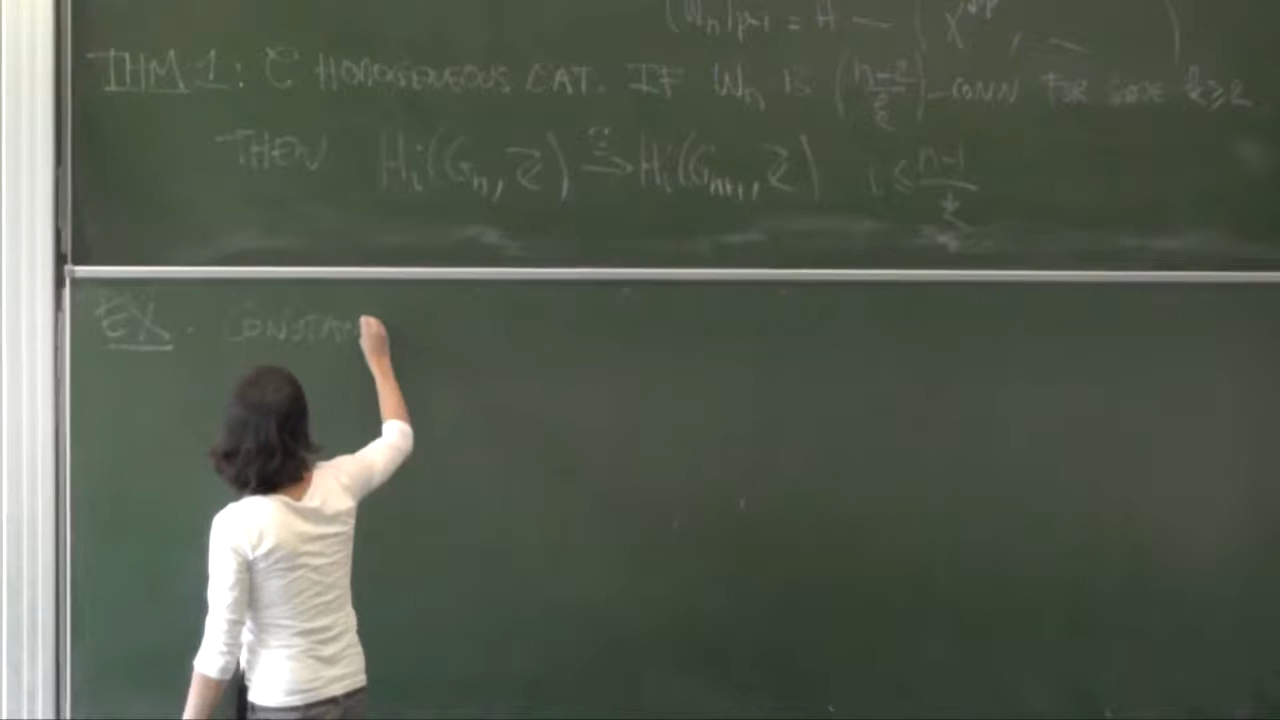 (Wn)p-1 = A — ( X
THM 1: C HOMOGENEOUS CAT. IF Wn IS (n-2/k)-CONN FOR SOME k≥2
THEN Hi(Gn, Z) ≅→ Hi(Gn+1, Z) i ≤ n-1/k
EX. CONSTAN